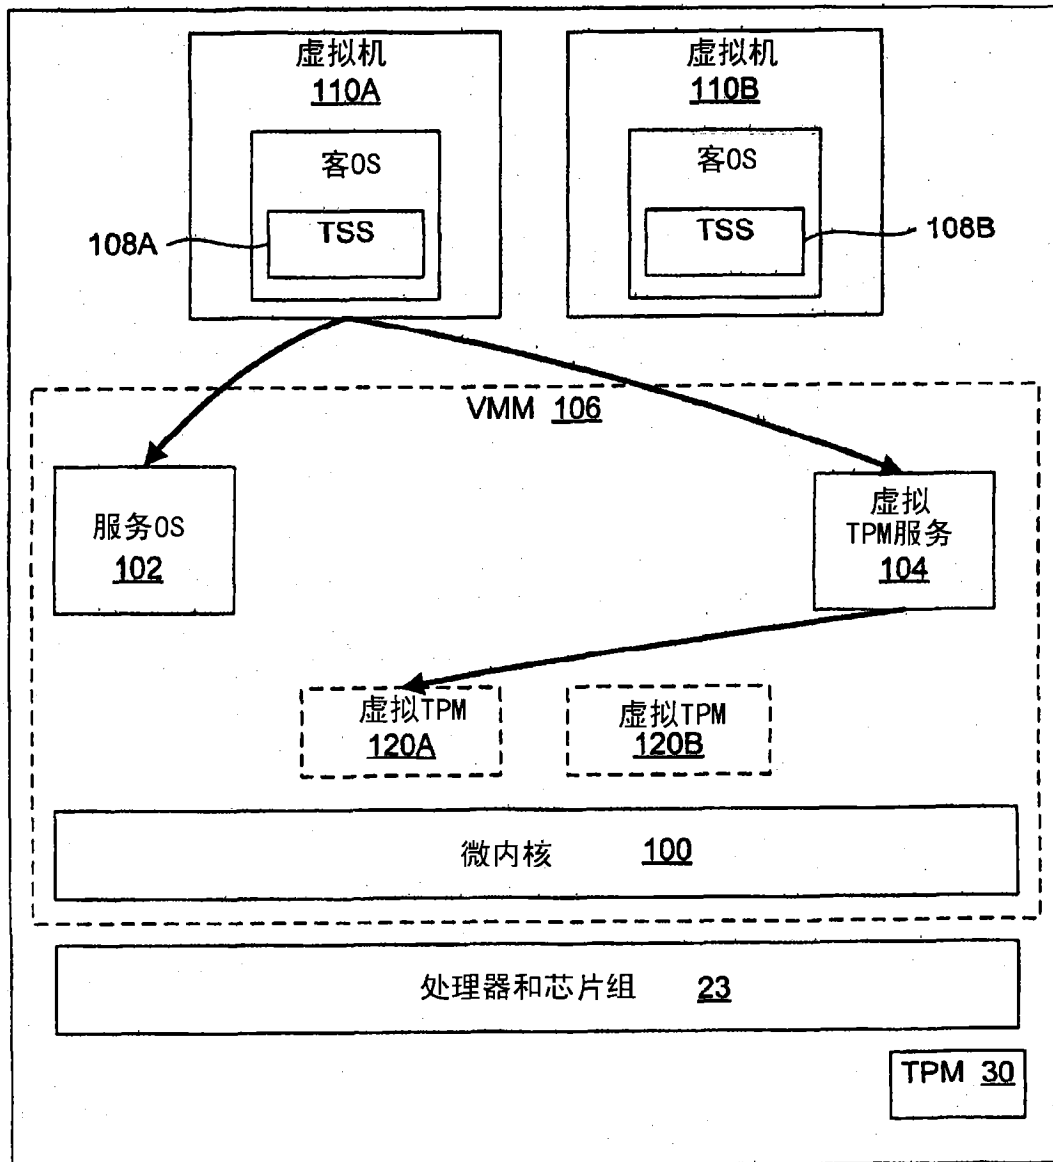 虚拟机
110A
客OS
TSS
108A
虚拟机
110B
客OS
TSS
108B
VMM 106
服务OS
102
虚拟
TPM服务
104
虚拟TPM
120A
虚拟TPM
120B
微内核 100
处理器和芯片组 23
TPM 30